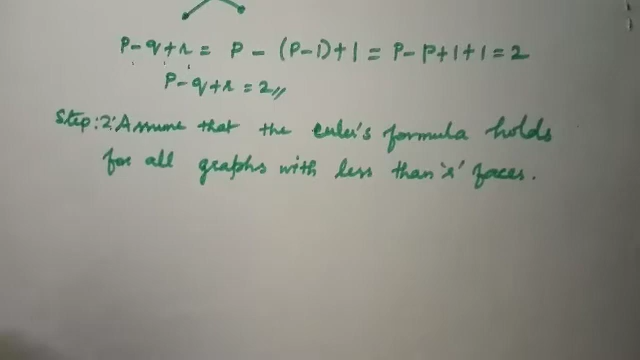 P - q + r = P - (P-1)+1 = P - P+1+1 = 2
P - q + r = 2,,
Step:2: Assume that the euler's formula holds
for all graphs with less than 'r' faces.